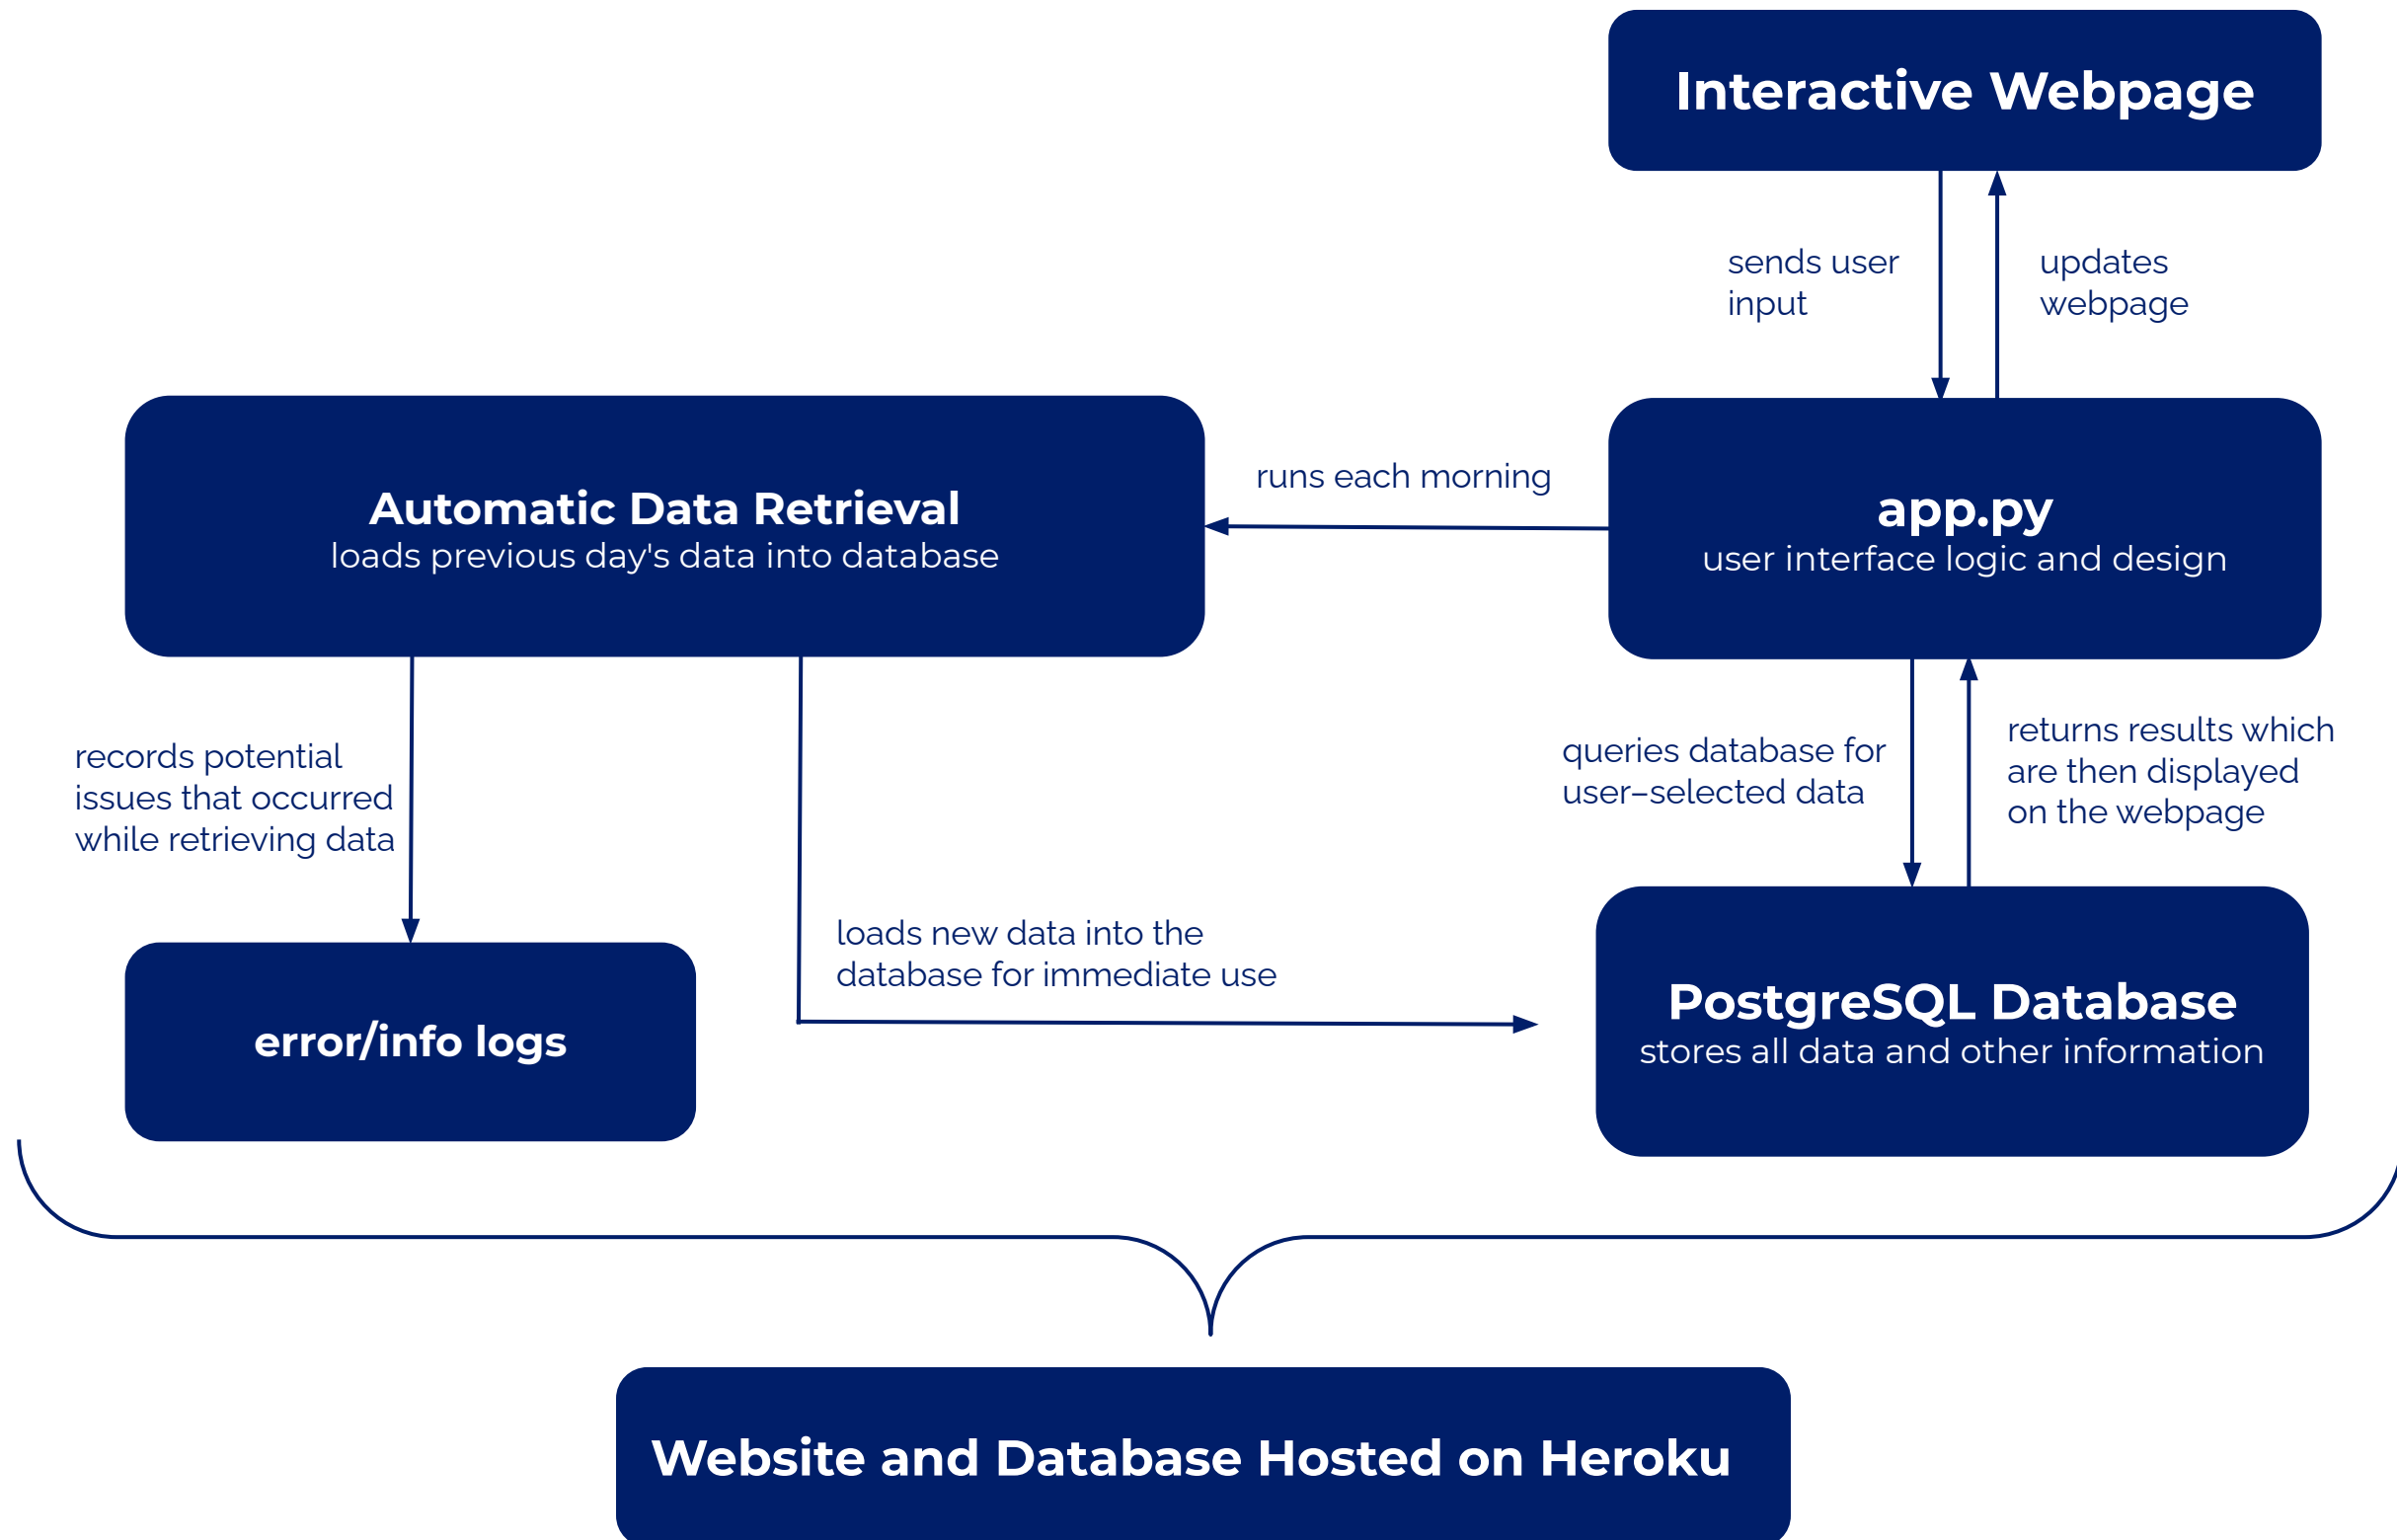 Interactive Webpage
sends user
input
updates
webpage
Automatic Data Retrieval
loads previous day's data into database
runs each morning
app.py
user interface logic and design
records potential
issues that occurred
while retrieving data
queries database for
user–selected data
returns results which
are then displayed
on the webpage
loads new data into the
database for immediate use
error/info logs
PostgreSQL Database
stores all data and other information
Website and Database Hosted on Heroku